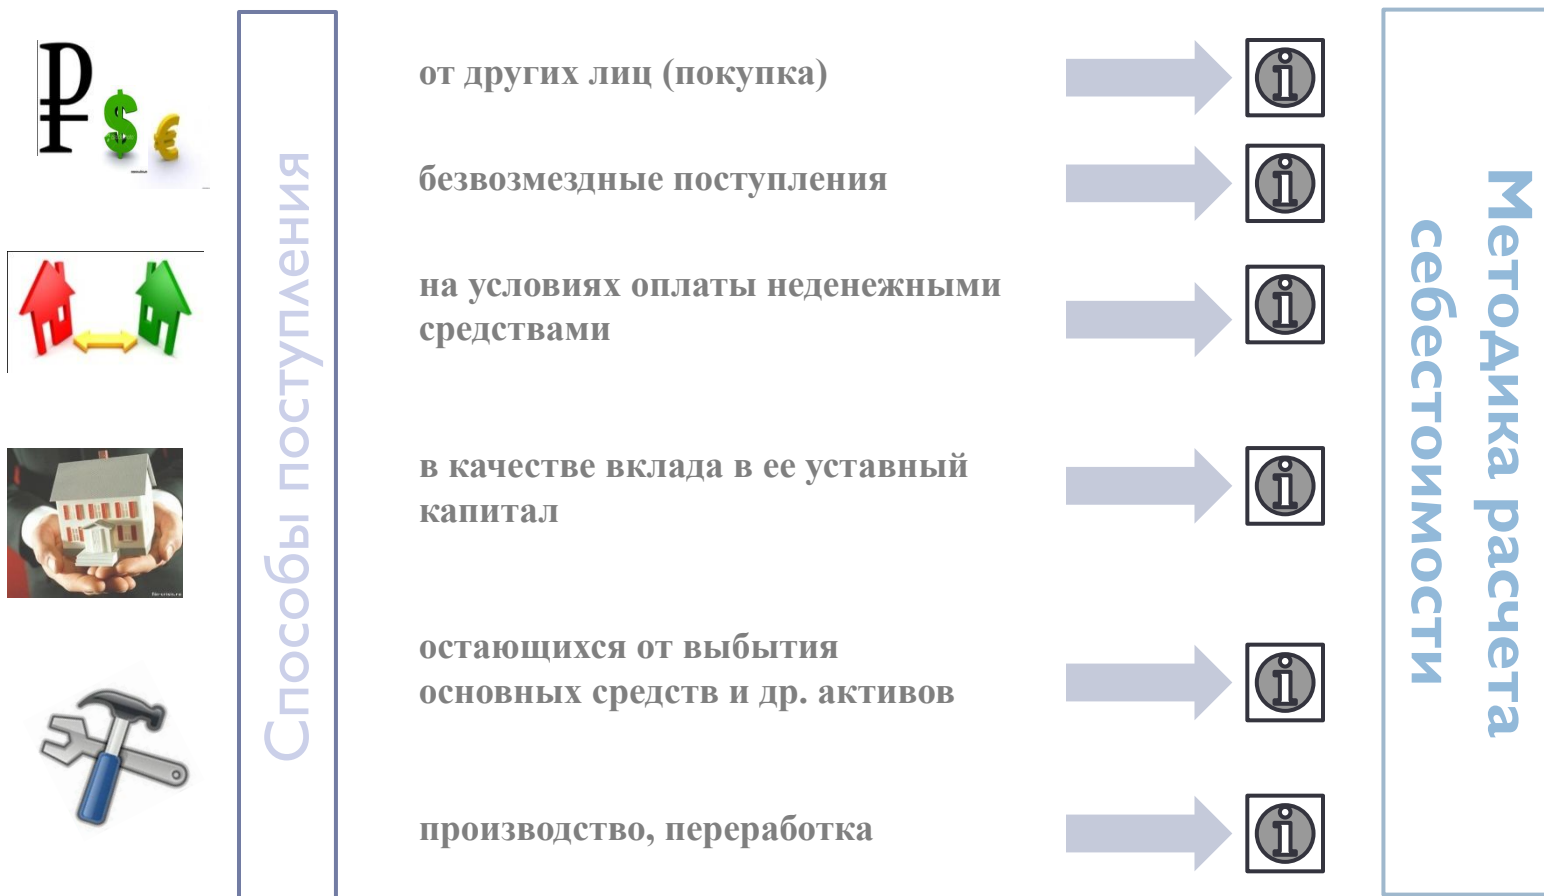 Способы поступления
от других лиц (покупка)
безвозмездные поступления
на условиях оплаты неденежными
средствами
в качестве вклада в ее уставный
капитал
остающихся от выбытия
основных средств и др. активов
производство, переработка
Методика расчета
себестоимости